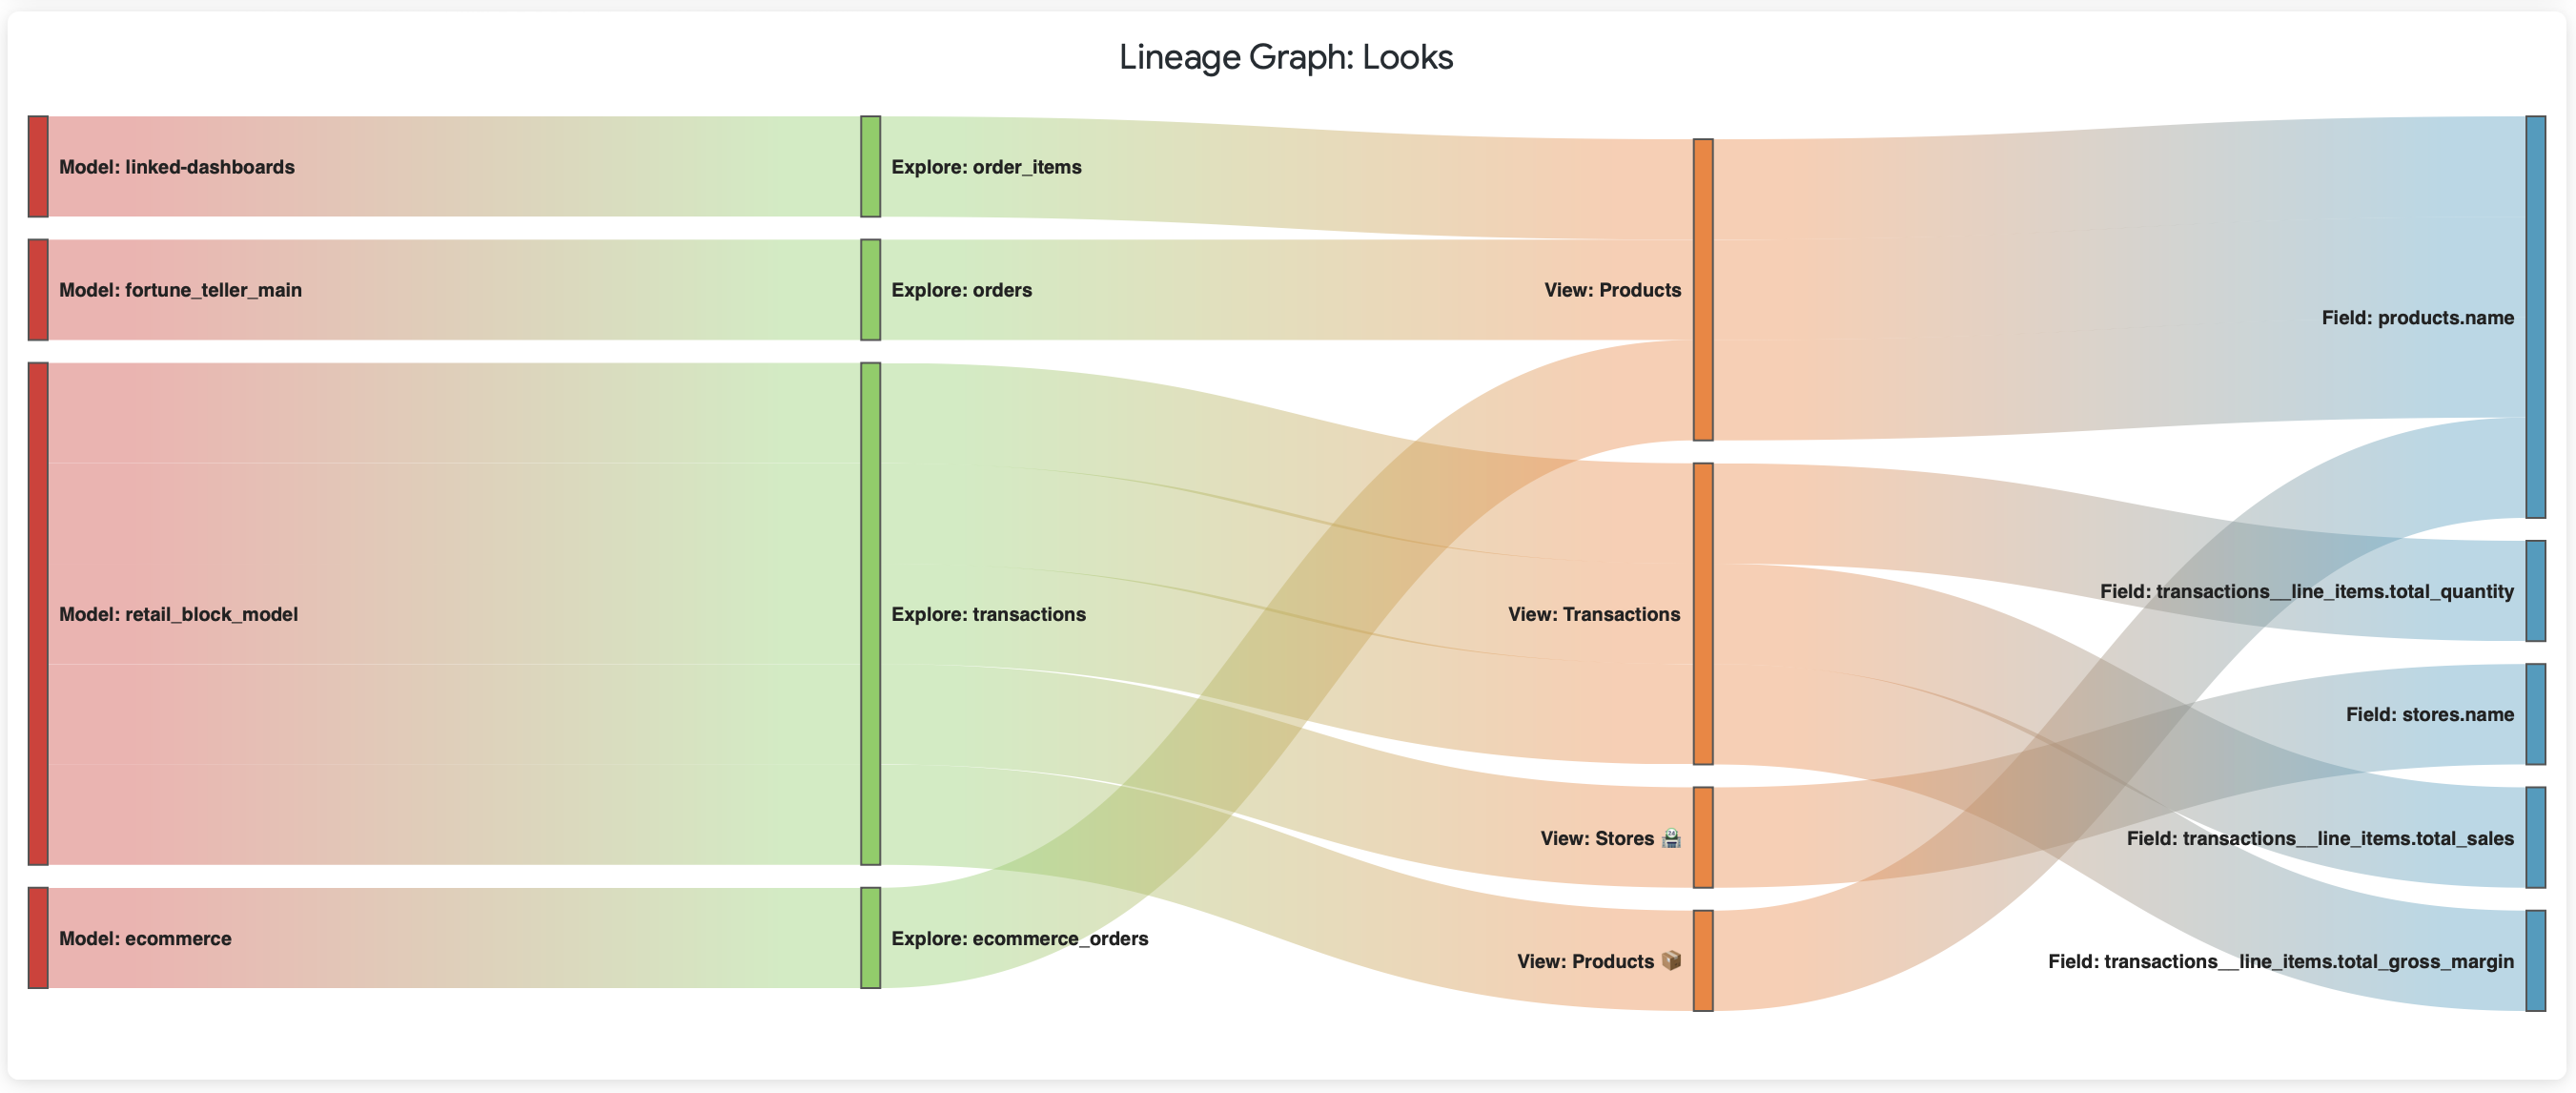 Lineage Graph: Looks
Model: linked-dashboards
Model: fortune_teller_main
Model: retail_block_model
Model: ecommerce
Explore: order_items
Explore: orders
Explore: transactions
Explore: ecommerce_orders
View: Products
View: Transactions
View: Stores 🏪
View: Products 📦
Field: products.name
Field: transactions__line_items.total_quantity
Field: stores.name
Field: transactions__line_items.total_sales
Field: transactions__line_items.total_gross_margin